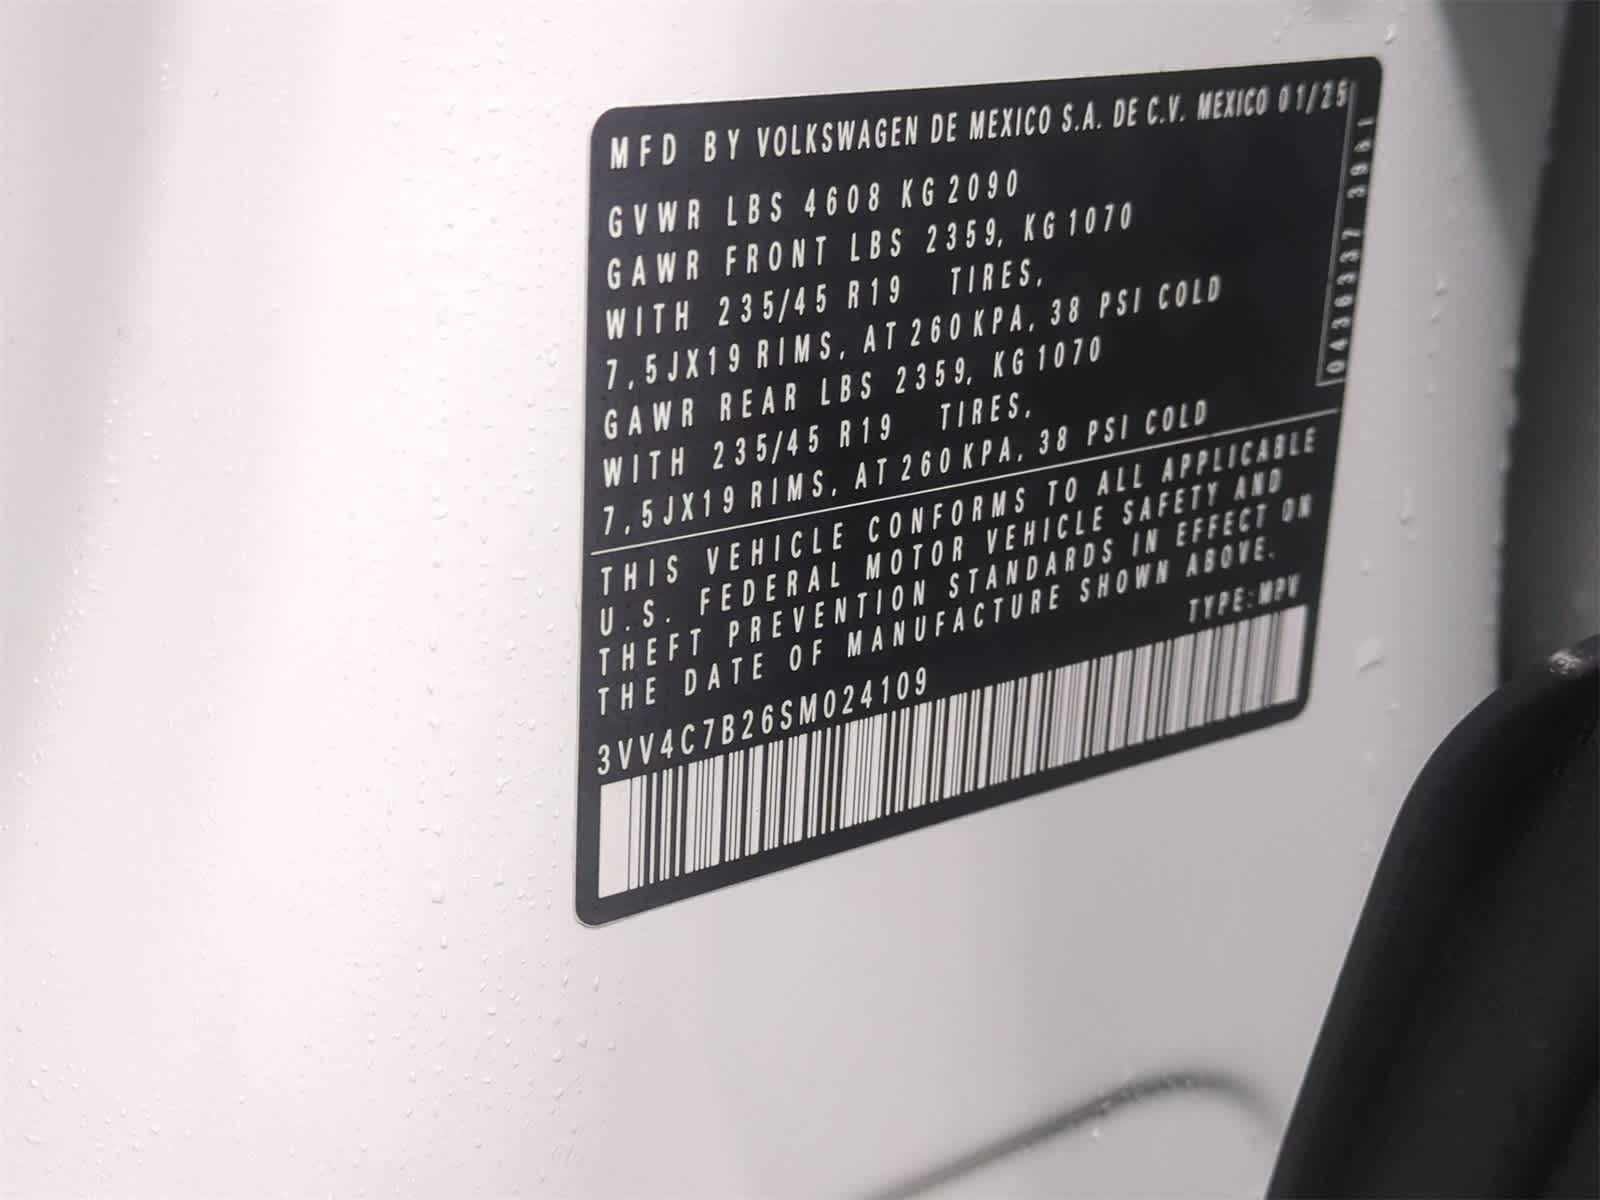 MFD BY VOLKSWAGEN DE MEXICO S.A. DE C.V. MEXICO 01/25
GVWR LBS 4608 KG 2090
GAWR FRONT LBS 2359, KG 1070
WITH 235/45 R19 TIRES,
7,5JX19 RIMS, AT 260 KPA, 38 PSI COLD
GAWR REAR LBS 2359, KG 1070
WITH 235/45 R19 TIRES,
7,5JX19 RIMS, AT 260 KPA, 38 PSI COLD
THIS VEHICLE CONFORMS TO ALL APPLICABLE
U.S. FEDERAL MOTOR VEHICLE SAFETY AND
THEFT PREVENTION STANDARDS IN EFFECT ON
THE DATE OF MANUFACTURE SHOWN ABOVE.
TYPE:MPV
3VV4C7B26SM024109